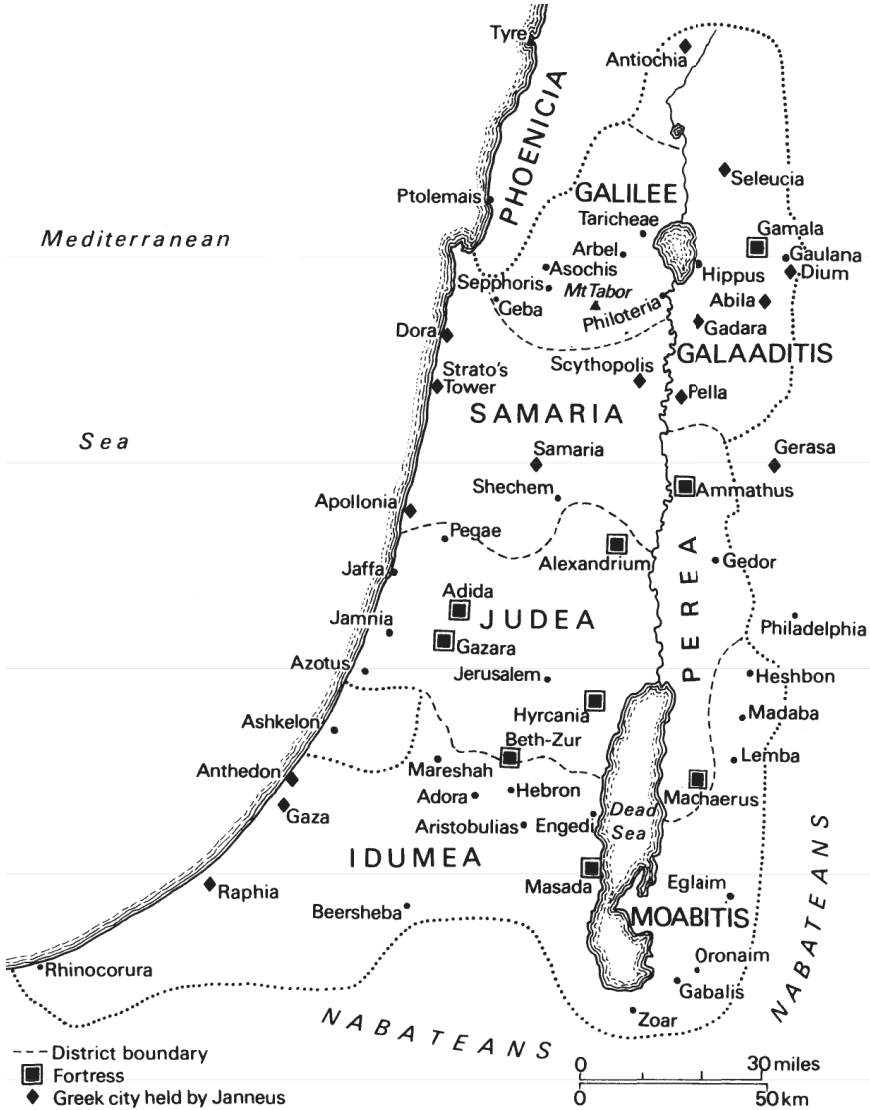 Tyre
Antiochia
PHOENICIA
Seleucia
Ptolemais
GALILEE
Taricheae
Gamala
Mediterranean
Arbel
Gaulana
Asochis
Hippus
Dium
Sepphoris
Mt Tabor
Geba
Philoteria
Abila
Gadara
Dora
GALAADITIS
Scythopolis
Strato's
Tower
Pella
SAMARIA
Sea
Samaria
Gerasa
Shechem
Ammathus
Apollonia
Pegae
Alexandrium
Gedor
Jaffa
PEREA
Adida
JUDEA
Jamnia
Philadelphia
Gazara
Azotus
Jerusalem
Heshbon
Hyrcania
Madaba
Ashkelon
Beth-Zur
Lemba
Anthedon
Mareshah
Machaerus
Adora
Hebron
Dead
Sea
Gaza
Aristobulias
Engedi
IDUMEA
Masada
Eglaim
Raphia
Beersheba
MOABITIS
NABATEANS
Oronaim
Rhinocorura
Gabalis
Zoar
NABATEANS
District boundary
Fortress
Greek city held by Janneus
0 30 miles
0 50 km